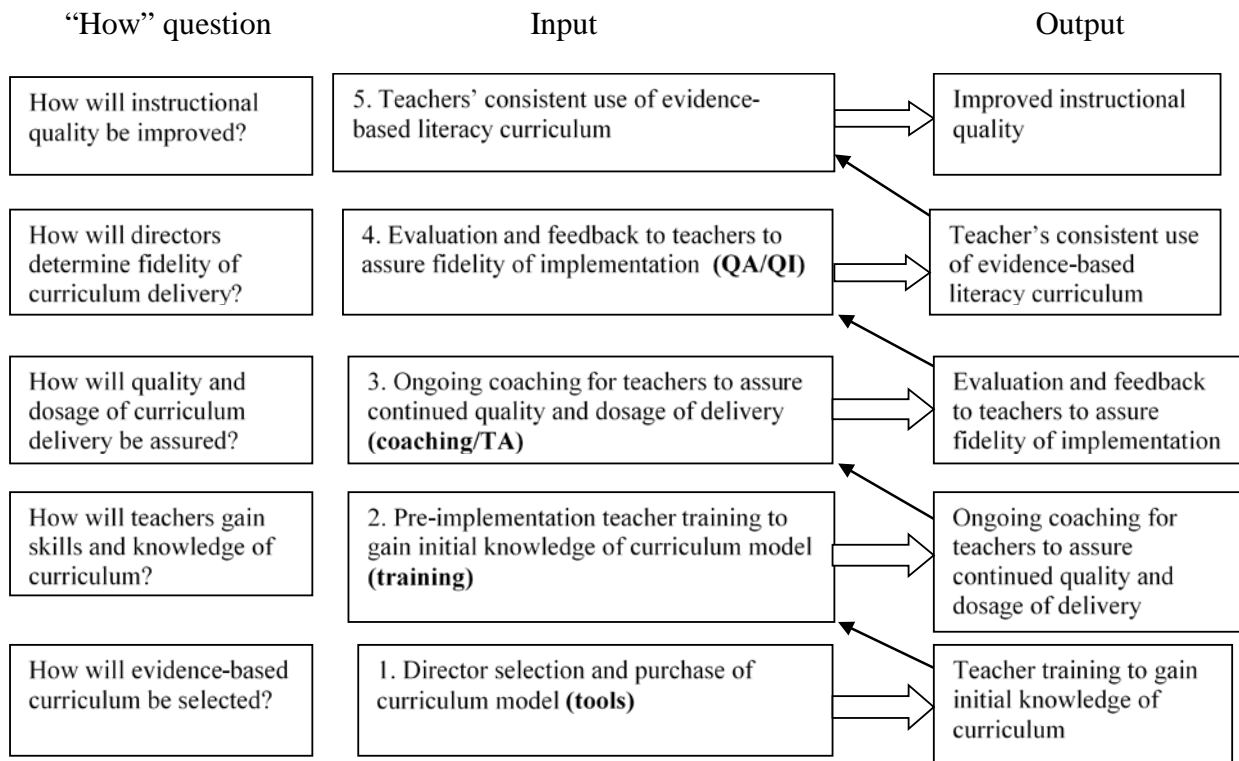 “How” question
Input
Output
How will instructional
quality be improved?
5. Teachers’ consistent use of evidence-
based literacy curriculum
Improved instructional
quality
How will directors
determine fidelity of
curriculum delivery?
4. Evaluation and feedback to teachers to
assure fidelity of implementation (QA/QI)
Teacher’s consistent use
of evidence-based
literacy curriculum
How will quality and
dosage of curriculum
delivery be assured?
3. Ongoing coaching for teachers to assure
continued quality and dosage of delivery
(coaching/TA)
Evaluation and feedback
to teachers to assure
fidelity of implementation
How will teachers gain
skills and knowledge of
curriculum?
2. Pre-implementation teacher training to
gain initial knowledge of curriculum model
(training)
Ongoing coaching for
teachers to assure
continued quality and
dosage of delivery
How will evidence-based
curriculum be selected?
1. Director selection and purchase of
curriculum model (tools)
Teacher training to gain
initial knowledge of
curriculum